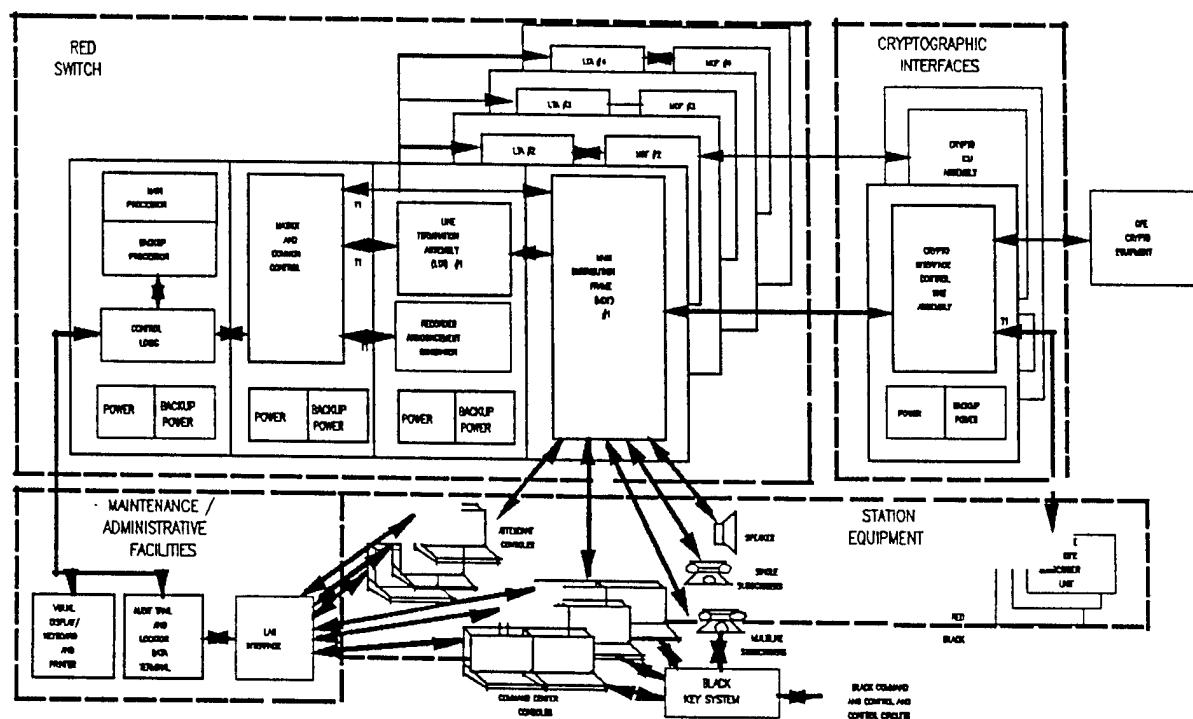 RED
SWITCH
CRYPTOGRAPHIC
INTERFACES
LTA #4
MDF #4
LTA #3
MDF #3
LTA #2
MDF #2
CRYPTO
ASSEMBLY
MAIN
PROCESSOR
BACKUP
PROCESSOR
CONTROL
LOGIC
MATRIX
AND
COMMON
CONTROL
T1
T1
T1
LINE
TERMINATION
ASSEMBLY
(LTA) #1
RECORDER
ANNOUNCEMENT
MAIN
DISTRIBUTION
FRAME
(MDF)
#1
CRYPTO
INTERFACE
CONTROL
ASSEMBLY
T1
CRYPTO
EQUIPMENT
POWER
BACKUP
POWER
POWER
BACKUP
POWER
POWER
BACKUP
POWER
POWER
BACKUP
POWER
MAINTENANCE /
ADMINISTRATIVE
FACILITIES
ATTENDANT
CONSOLES
SPEAKER
SINGLE
SUBSCRIBERS
STATION
EQUIPMENT
UNIT
VISUAL
DISPLAY/
KEYBOARD
AND
PRINTER
AUDIT TRAIL
AND
LOCATOR
DATA
TERMINAL
LAN
INTERFACE
MULTILINE
SUBSCRIBERS
RED
BLACK
COMMAND CENTER
CONSOLES
BLACK
KEY SYSTEM
BLACK COMMAND
AND CONTROL AND
CONTROL CIRCUITS